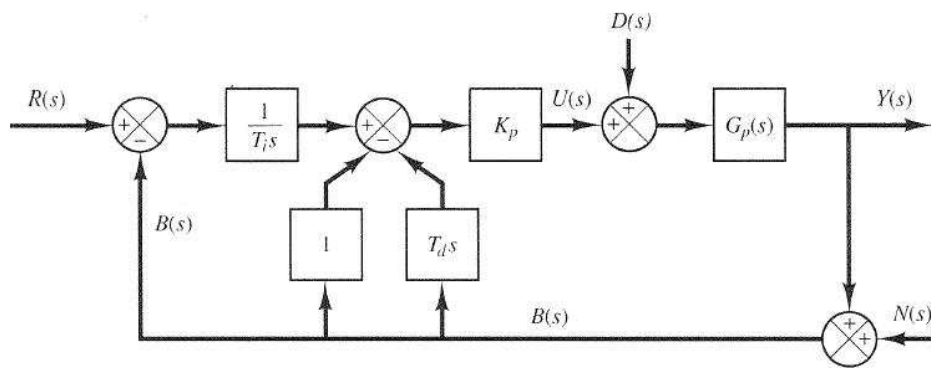 D(s)
R(s)
1
T_i s
K_p
U(s)
G_p(s)
Y(s)
+
−
+
−
+
+
B(s)
1
T_d s
B(s)
N(s)
+
+